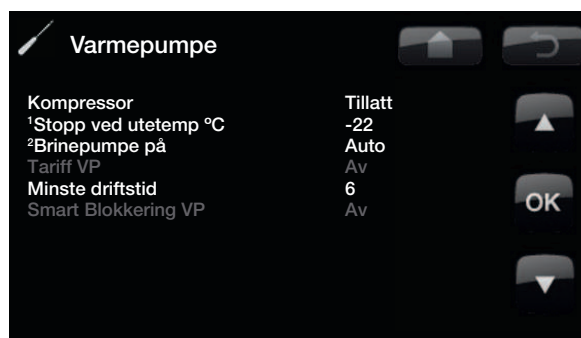 Varmepumpe
Kompressor Tillatt
¹Stopp ved utetemp ºC -22
²Brinepumpe på Auto
Tariff VP Av
Minste driftstid 6
Smart Blokkering VP Av
OK